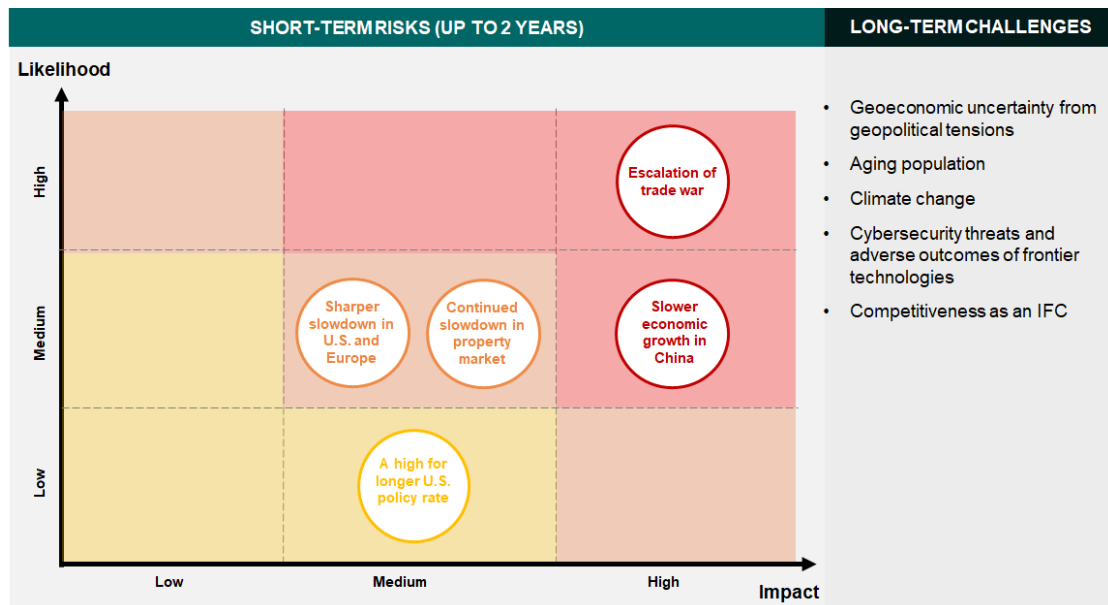 SHORT-TERM RISKS (UP TO 2 YEARS)
LONG-TERM CHALLENGES
Likelihood
High
Medium
Low
Escalation of
trade war
Sharper
slowdown in
U.S. and
Europe
Continued
slowdown in
property
market
Slower
economic
growth in
China
A high for
longer U.S.
policy rate
Low
Medium
High
Impact
• Geoeconomic uncertainty from
geopolitical tensions
• Aging population
• Climate change
• Cybersecurity threats and
adverse outcomes of frontier
technologies
• Competitiveness as an IFC